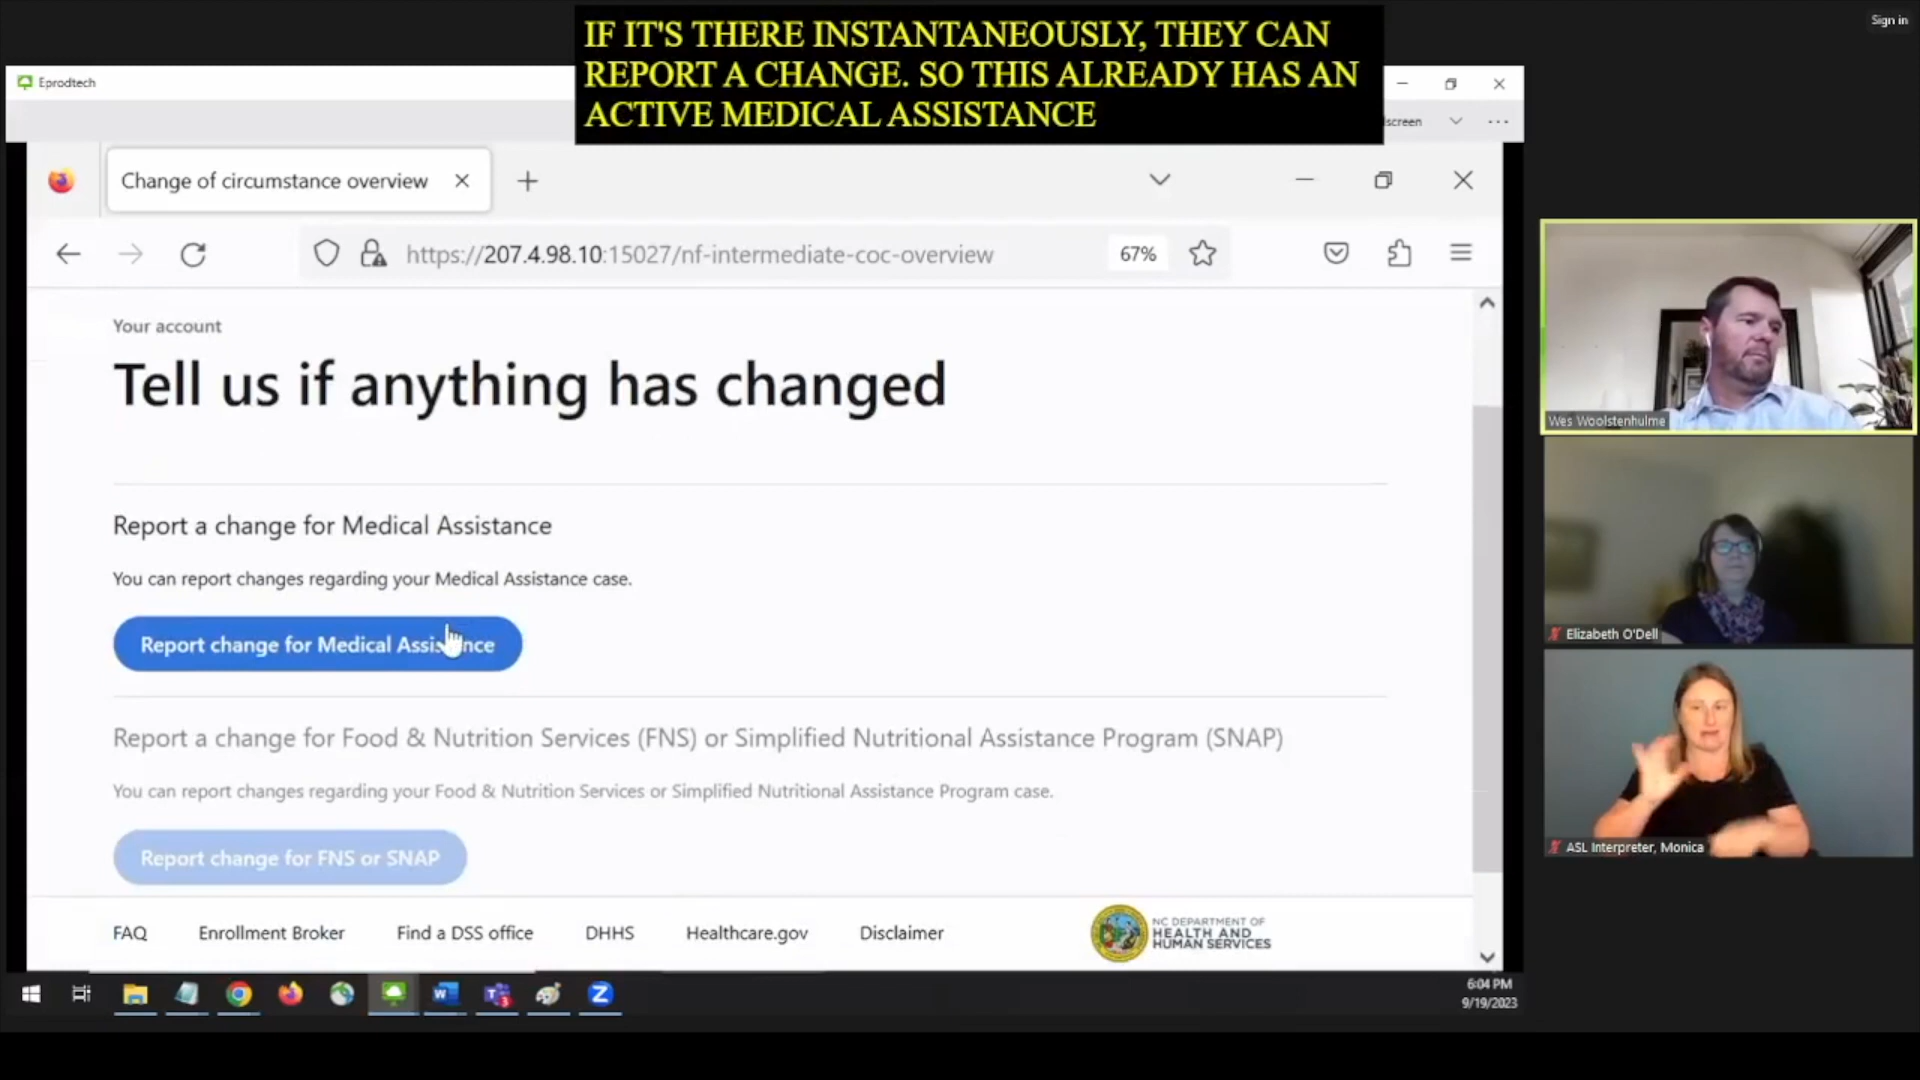 IF IT'S THERE INSTANTANEOUSLY, THEY CAN
REPORT A CHANGE. SO THIS ALREADY HAS AN
ACTIVE MEDICAL ASSISTANCE
Sign in
Eprodtech
screen
Change of circumstance overview
https://207.4.98.10:15027/nf-intermediate-coc-overview
67%
Your account
Tell us if anything has changed
Report a change for Medical Assistance
You can report changes regarding your Medical Assistance case.
Report change for Medical Assistance
Report a change for Food & Nutrition Services (FNS) or Simplified Nutritional Assistance Program (SNAP)
You can report changes regarding your Food & Nutrition Services or Simplified Nutritional Assistance Program case.
Report change for FNS or SNAP
FAQ Enrollment Broker Find a DSS office DHHS Healthcare.gov Disclaimer
NC DEPARTMENT OF
HEALTH AND
HUMAN SERVICES
6:04 PM
9/19/2023
Wes Woolstenhulme
Elizabeth O'Dell
ASL Interpreter, Monica